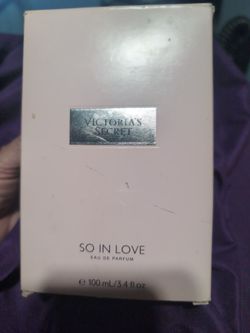 VICTORIA'S
SECRET
SO IN LOVE
EAU DE PARFUM
e 100 mL/3.4 fl oz